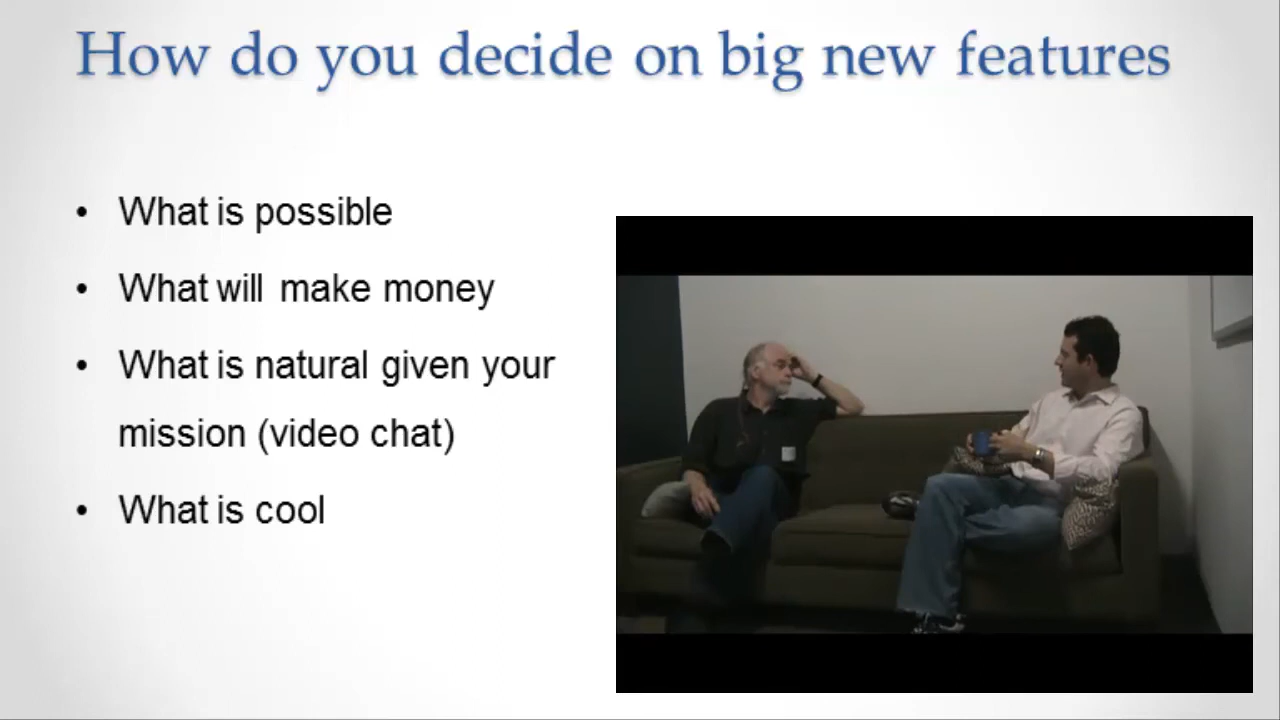 How do you decide on big new features
• What is possible
• What will make money
• What is natural given your
mission (video chat)
• What is cool